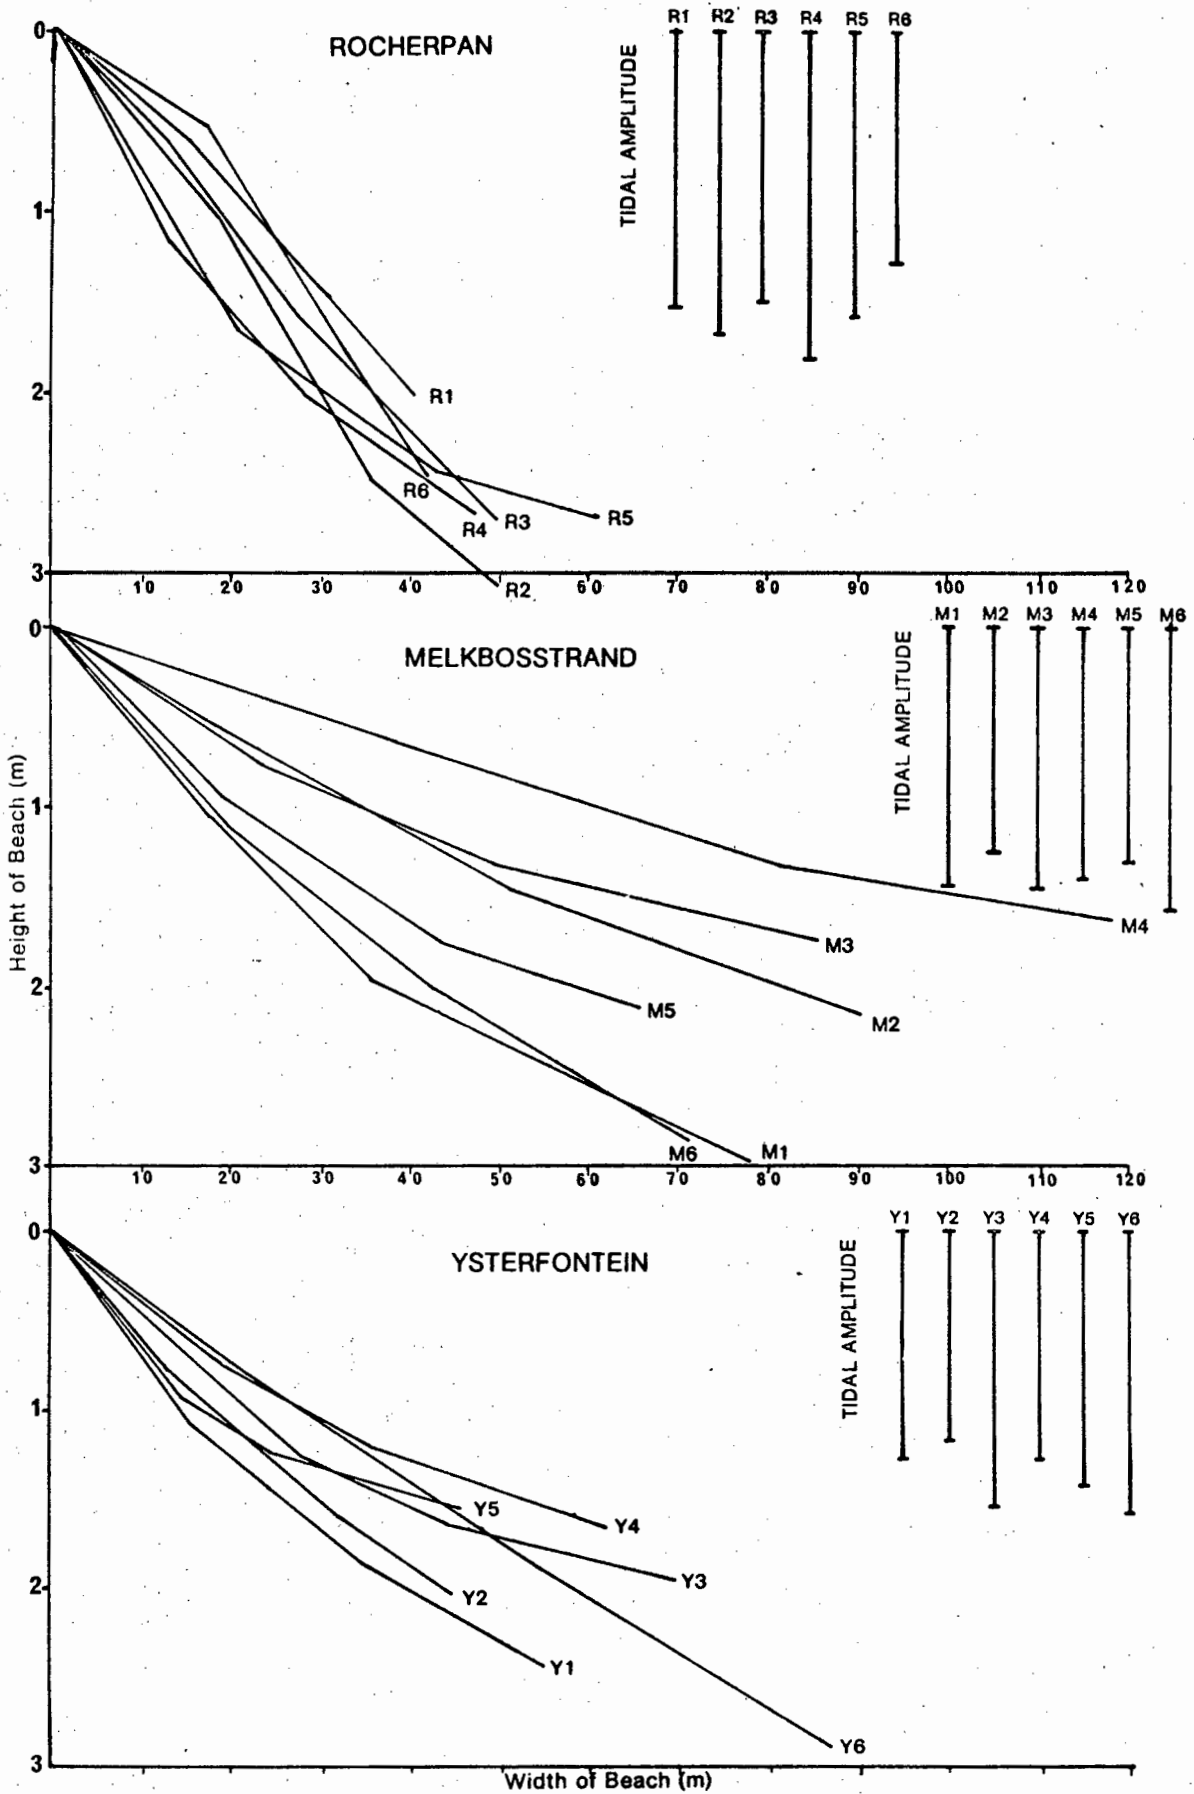 R1 R2 R3 R4 R5 R6
0
ROCHERPAN
TIDAL AMPLITUDE
1
2
R1
R6
R4
R3
R5
R2
3
10 20 30 40 50 60 70 80 90 100 110 120
M1 M2 M3 M4 M5 M6
0
MELKBOSSTRAND
TIDAL AMPLITUDE
Height of Beach (m)
1
M4
M3
2
M5
M2
M6
M1
3
10 20 30 40 50 60 70 80 90 100 110 120
Y1 Y2 Y3 Y4 Y5 Y6
0
YSTERFONTEIN
TIDAL AMPLITUDE
1
Y5
Y4
Y3
2
Y2
Y1
Y6
3
Width of Beach (m)